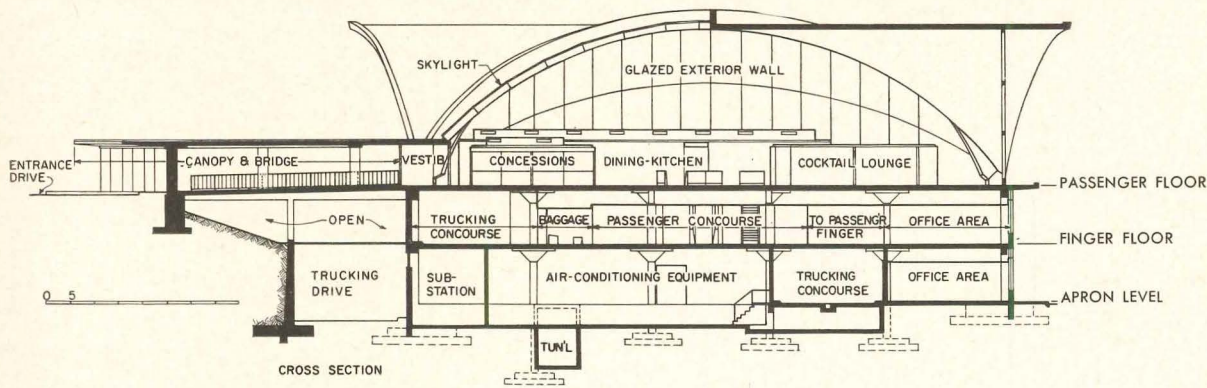 SKYLIGHT
GLAZED EXTERIOR WALL
ENTRANCE
DRIVE
CANOPY & BRIDGE
VESTIB
CONCESSIONS
DINING-KITCHEN
COCKTAIL LOUNGE
PASSENGER FLOOR
OPEN
TRUCKING
CONCOURSE
BAGGAGE
PASSENGER CONCOURSE
TO PASSENG'R
FINGER
OFFICE AREA
FINGER FLOOR
TRUCKING
DRIVE
SUB-
STATION
AIR-CONDITIONING EQUIPMENT
TRUCKING
CONCOURSE
OFFICE AREA
APRON LEVEL
0 5
TUN'L
CROSS SECTION